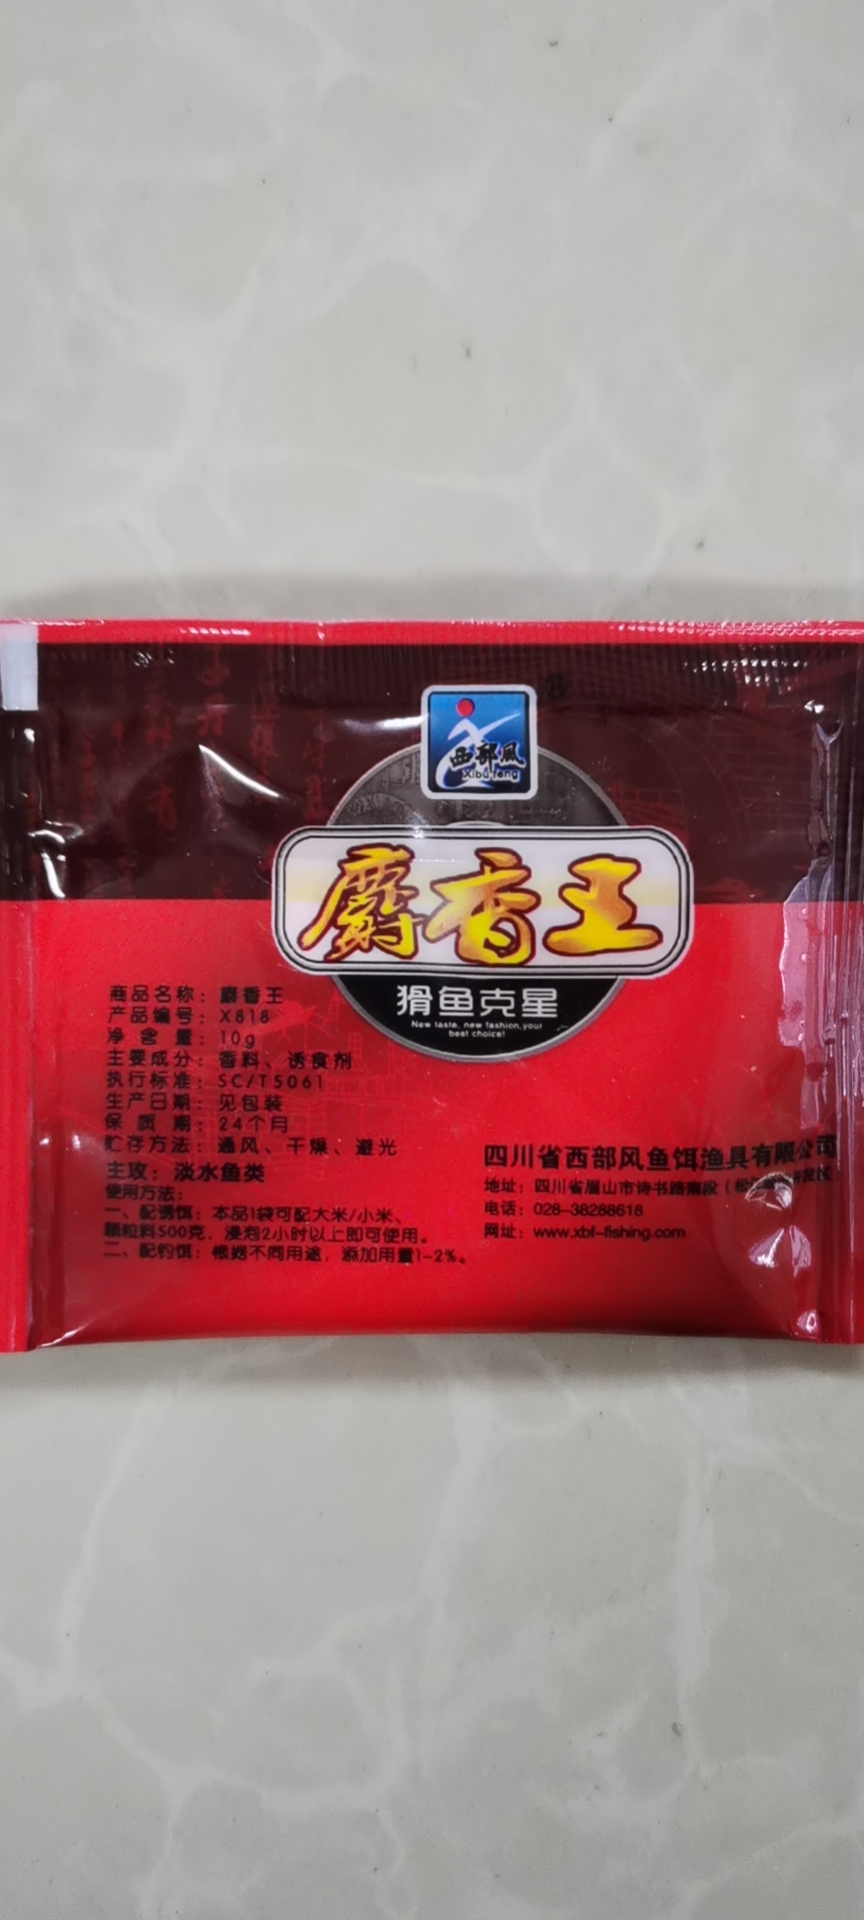 西部風
Xibu feng
麝香王
猾鱼克星
New taste, new fashion,your
best choice!
商品名称：麝香王
产品编号：X818
净含量：10g
主要成分：香料、诱食剂
执行标准：SC/T5061
生产日期：见包装
保质期：24个月
贮存方法：通风、干燥、避光
主攻：淡水鱼类
使用方法：
一、配诱饵：本品1袋可配大米/小米、
颗粒料500克，浸泡2小时以上即可使用。
二、配钓饵：根据不同用途，添加用量1-2%。
四川省西部风鱼饵渔具有限公司
地址：四川省眉山市诗书路南段（松 开发区
电话：028-38288618
网址：www.xbf-fishing.com